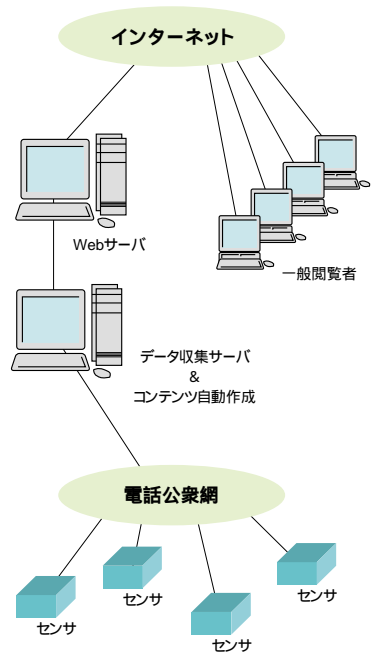 インターネット
Webサーバ
一般閲覧者
データ収集サーバ
&
コンテンツ自動作成
電話公衆網
センサ
センサ
センサ
センサ